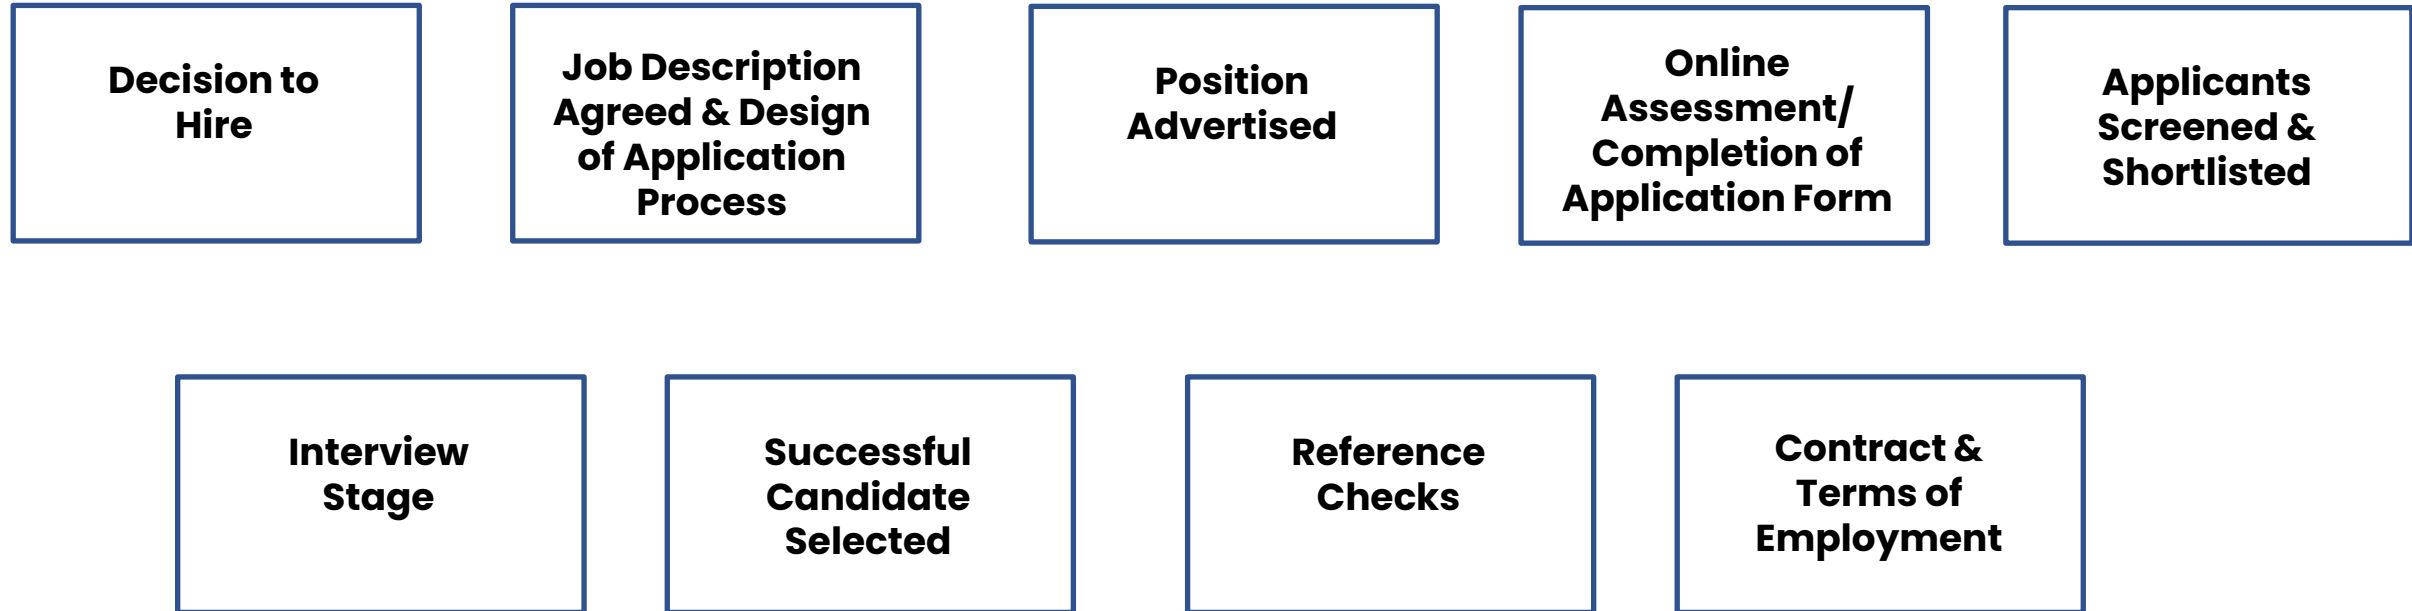 Decision to
Hire
Job Description
Agreed & Design
of Application
Process
Position
Advertised
Online
Assessment/
Completion of
Application Form
Applicants
Screened &
Shortlisted
Interview
Stage
Successful
Candidate
Selected
Reference
Checks
Contract &
Terms of
Employment